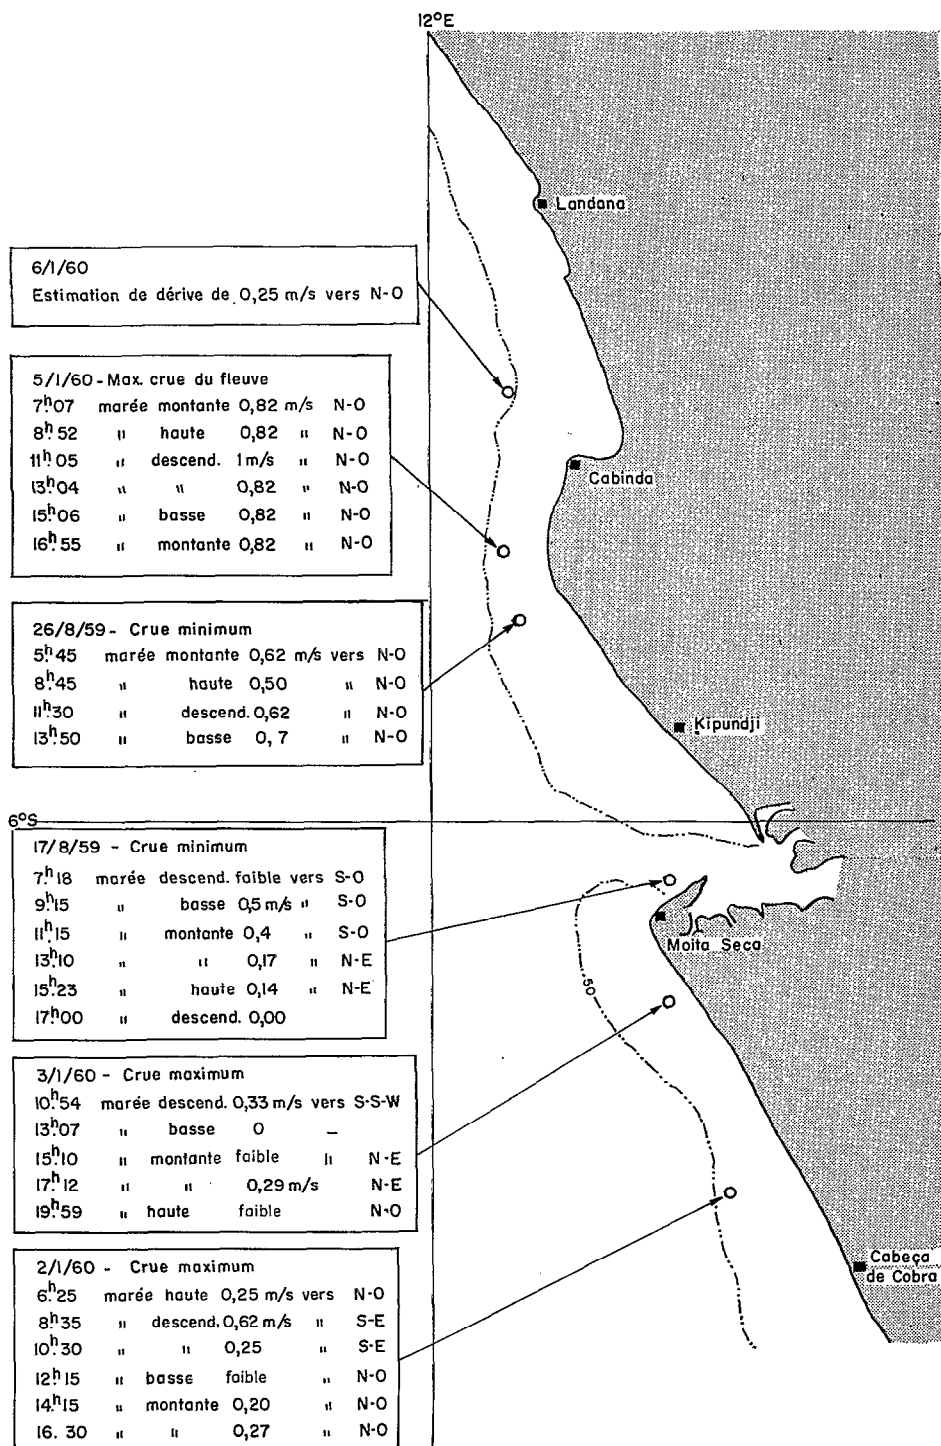 12°E
Landana
6/1/60
Estimation de dérive de 0,25 m/s vers N-O
5/1/60 - Max. crue du fleuve
7h07 marée montante 0,82 m/s N-O
8h52 " haute 0,82 " N-O
11h05 " descend. 1 m/s " N-O
13h04 " " 0,82 " N-O
15h06 " basse 0,82 " N-O
16h55 " montante 0,82 " N-O
Cabinda
26/8/59 - Crue minimum
5h45 marée montante 0,62 m/s vers N-O
8h45 " haute 0,50 " N-O
11h30 " descend. 0,62 " N-O
13h50 " basse 0,7 " N-O
Kipundji
6°S
17/8/59 - Crue minimum
7h18 marée descend. faible vers S-O
9h15 " basse 0,5 m/s " S-O
11h15 " montante 0,4 " S-O
13h10 " " 0,17 " N-E
15h23 " haute 0,14 " N-E
17h00 " descend. 0,00
Moita Seca
50
3/1/60 - Crue maximum
10h54 marée descend. 0,33 m/s vers S-S-W
13h07 " basse 0 –
15h10 " montante faible " N-E
17h12 " " 0,29 m/s N-E
19h59 " haute faible N-O
2/1/60 - Crue maximum
6h25 marée haute 0,25 m/s vers N-O
8h35 " descend. 0,62 m/s " S-E
10h30 " " 0,25 " S-E
12h15 " basse faible " N-O
14h15 " montante 0,20 " N-O
16.30 " " 0,27 " N-O
Cabeça
de Cobra